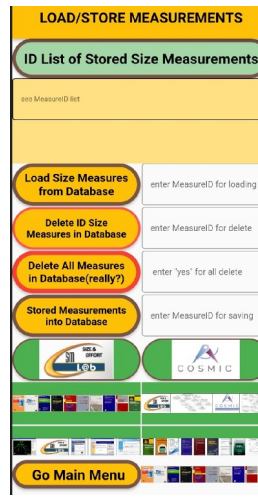 LOAD/STORE MEASUREMENTS
ID List of Stored Size Measurements
see MeasureID list
Load Size Measures
from Database
enter MeasureID for loading
Delete ID Size
Measures in Database
enter MeasureID for delete
Delete All Measures
in Database(really?)
enter "yes" for all delete
Stored Measurements
into Database
enter MeasureID for saving
SIZE &
EFFORT
SML@b
COSMIC
Go Main Menu